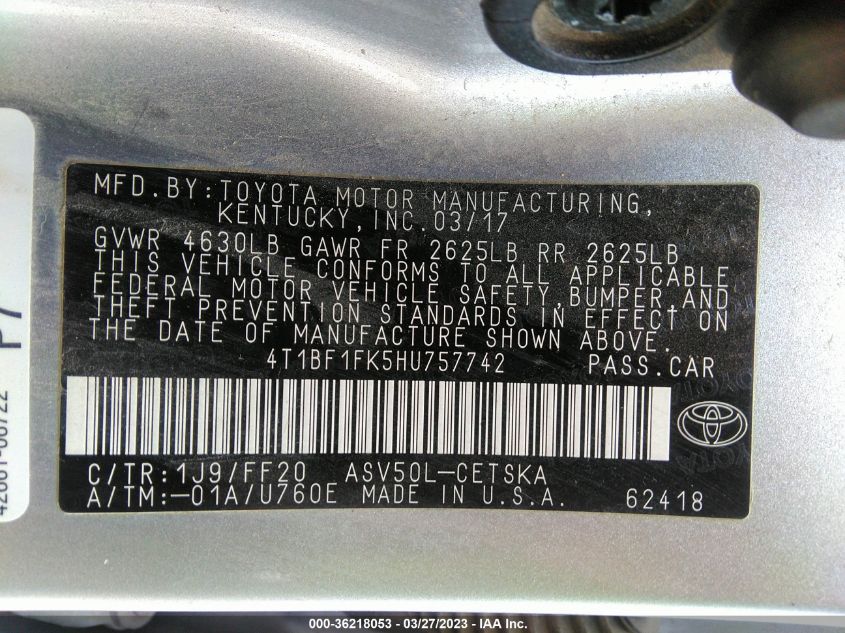 MFD.BY:TOYOTA MOTOR MANUFACTURING,
KENTUCKY,INC.03/17
GVWR 4630LB GAWR FR 2625LB RR 2625LB
THIS VEHICLE CONFORMS TO ALL APPLICABLE
FEDERAL MOTOR VEHICLE SAFETY,BUMPER,AND
THEFT PREVENTION STANDARDS IN EFFECT ON
THE DATE OF MANUFACTURE SHOWN ABOVE.
4T1BF1FK5HU757742 PASS.CAR
C/TR:1J9/FF20 ASV50L-CETSKA
A/TM:-01A/U760E MADE IN U.S.A. 62418
P7
000-36218053 — 03/27/2023 — IAA